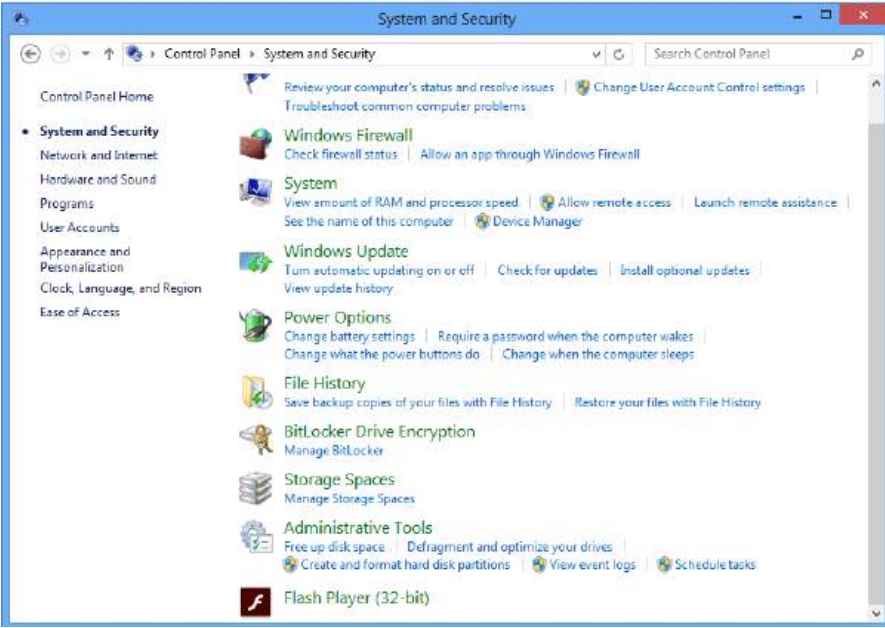 System and Security
Control Panel System and Security
Search Control Panel
Control Panel Home
System and Security
Network and Internet
Hardware and Sound
Programs
User Accounts
Appearance and
Personalization
Clock, Language, and Region
Ease of Access
Review your computer's status and resolve issues Change User Account Control settings
Troubleshoot common computer problems
Windows Firewall
Check firewall status Allow an app through Windows Firewall
System
View amount of RAM and processor speed Allow remote access Launch remote assistance
See the name of this computer Device Manager
Windows Update
Turn automatic updating on or off Check for updates Install optional updates
View update history
Power Options
Change battery settings Require a password when the computer wakes
Change what the power buttons do Change when the computer sleeps
File History
Save backup copies of your files with File History Restore your files with File History
BitLocker Drive Encryption
Manage BitLocker
Storage Spaces
Manage Storage Spaces
Administrative Tools
Free up disk space Defragment and optimize your drives
Create and format hard disk partitions View event logs Schedule tasks
Flash Player (32-bit)